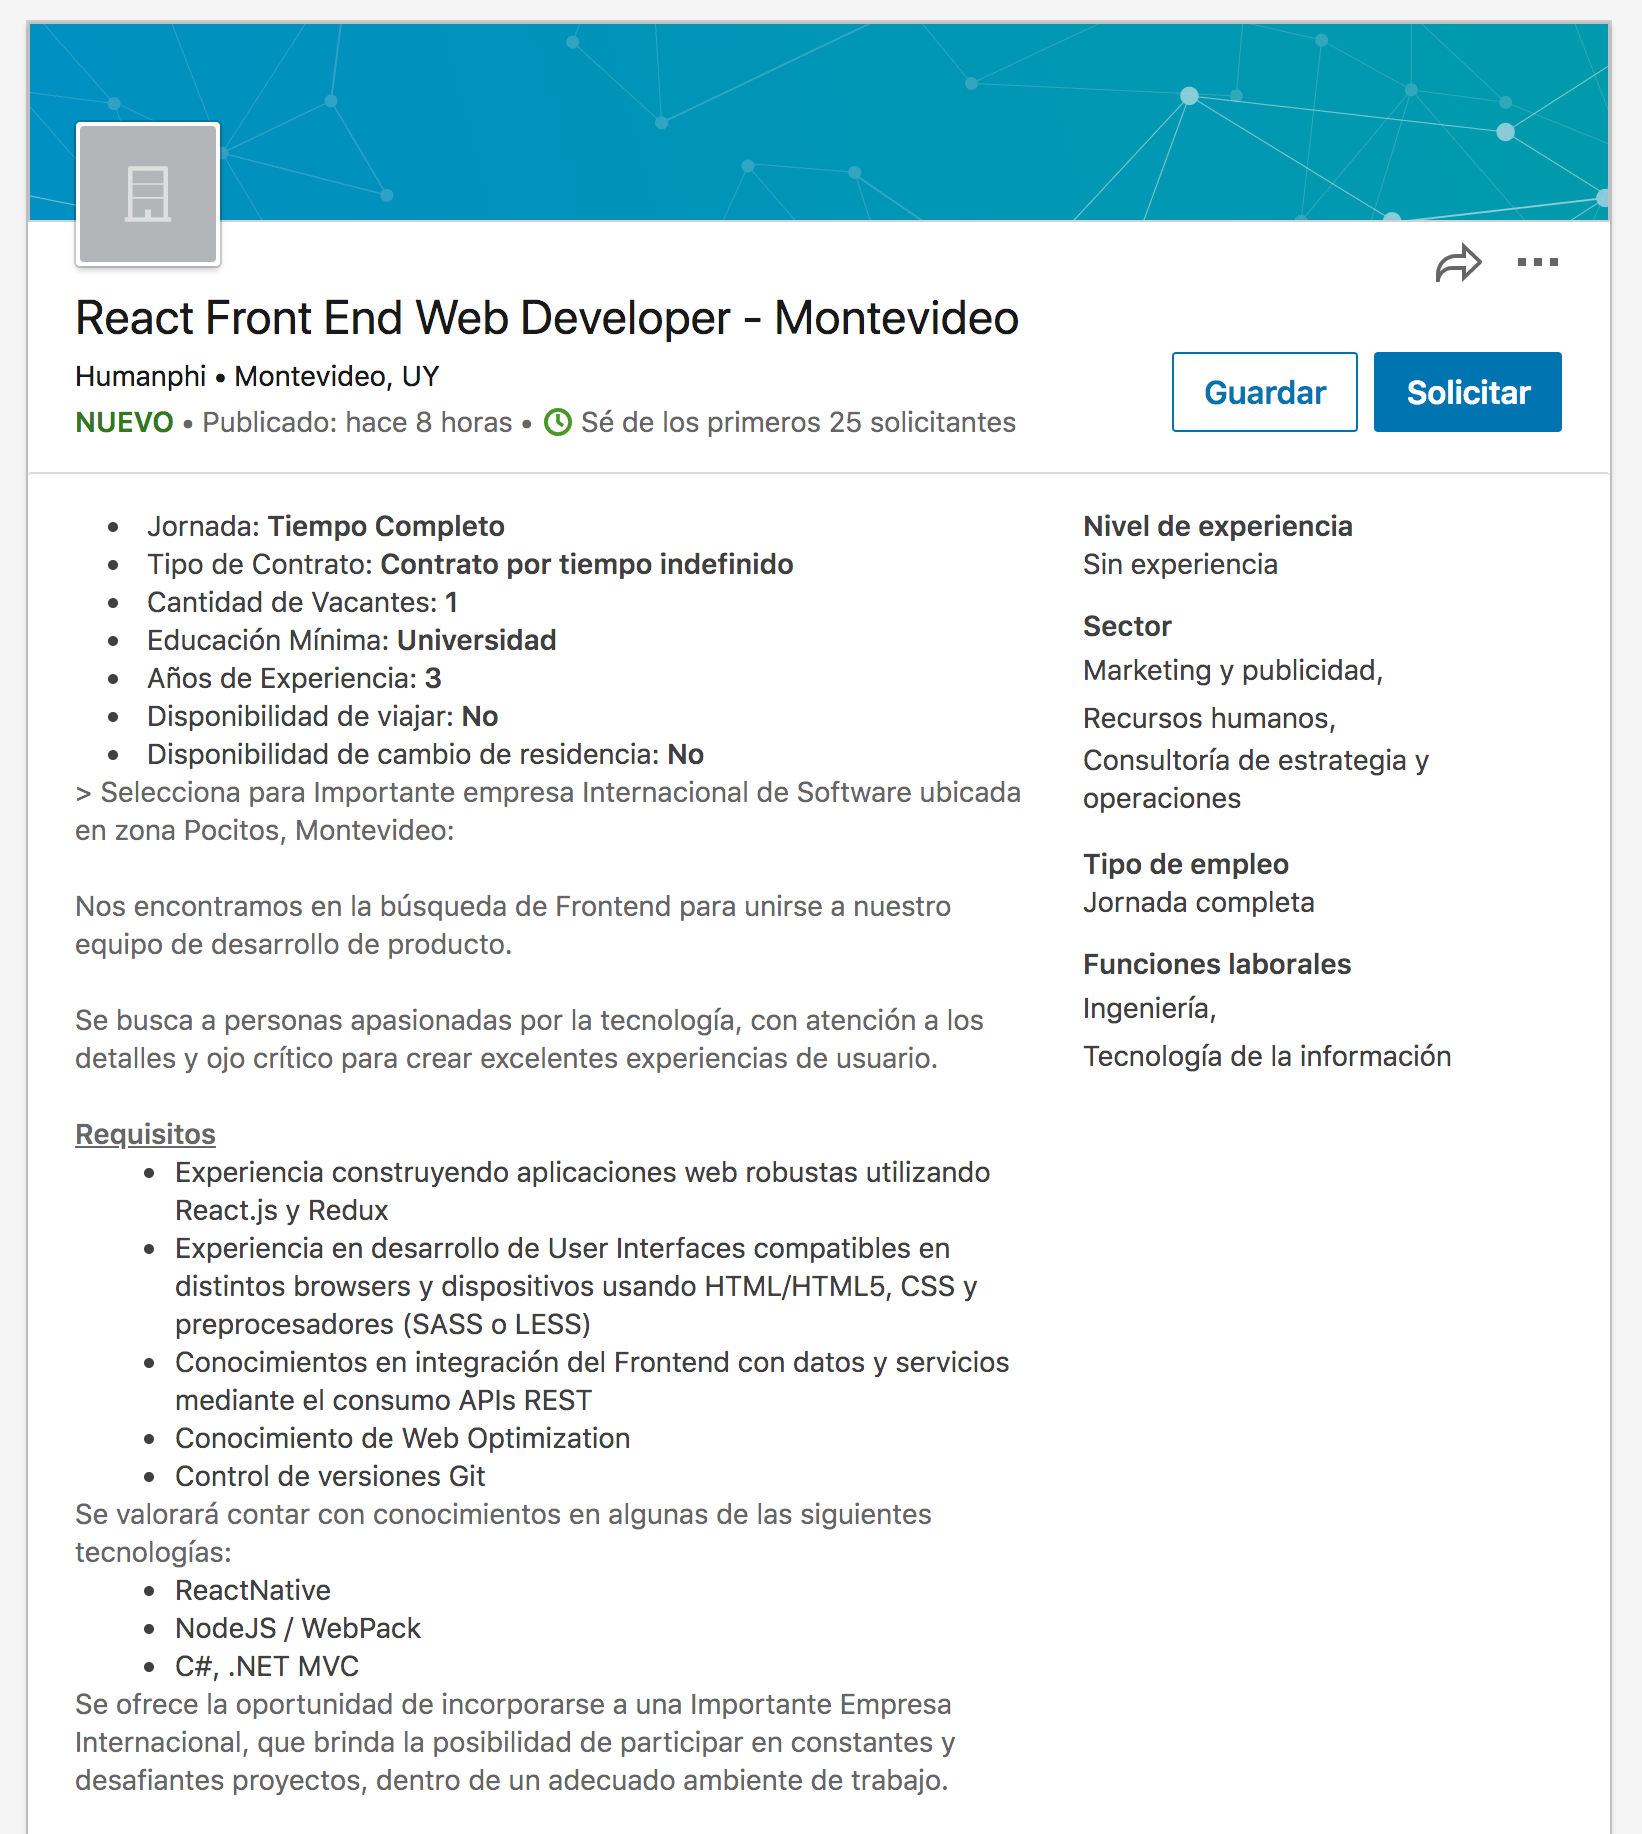 React Front End Web Developer - Montevideo
Humanphi • Montevideo, UY
NUEVO • Publicado: hace 8 horas • Sé de los primeros 25 solicitantes
Guardar
Solicitar
• Jornada: Tiempo Completo
• Tipo de Contrato: Contrato por tiempo indefinido
• Cantidad de Vacantes: 1
• Educación Mínima: Universidad
• Años de Experiencia: 3
• Disponibilidad de viajar: No
• Disponibilidad de cambio de residencia: No
> Selecciona para Importante empresa Internacional de Software ubicada
en zona Pocitos, Montevideo:
Nos encontramos en la búsqueda de Frontend para unirse a nuestro
equipo de desarrollo de producto.
Se busca a personas apasionadas por la tecnología, con atención a los
detalles y ojo crítico para crear excelentes experiencias de usuario.
Requisitos
• Experiencia construyendo aplicaciones web robustas utilizando
React.js y Redux
• Experiencia en desarrollo de User Interfaces compatibles en
distintos browsers y dispositivos usando HTML/HTML5, CSS y
preprocesadores (SASS o LESS)
• Conocimientos en integración del Frontend con datos y servicios
mediante el consumo APIs REST
• Conocimiento de Web Optimization
• Control de versiones Git
Se valorará contar con conocimientos en algunas de las siguientes
tecnologías:
• ReactNative
• NodeJS / WebPack
• C#, .NET MVC
Se ofrece la oportunidad de incorporarse a una Importante Empresa
Internacional, que brinda la posibilidad de participar en constantes y
desafiantes proyectos, dentro de un adecuado ambiente de trabajo.
Nivel de experiencia
Sin experiencia
Sector
Marketing y publicidad,
Recursos humanos,
Consultoría de estrategia y
operaciones
Tipo de empleo
Jornada completa
Funciones laborales
Ingeniería,
Tecnología de la información